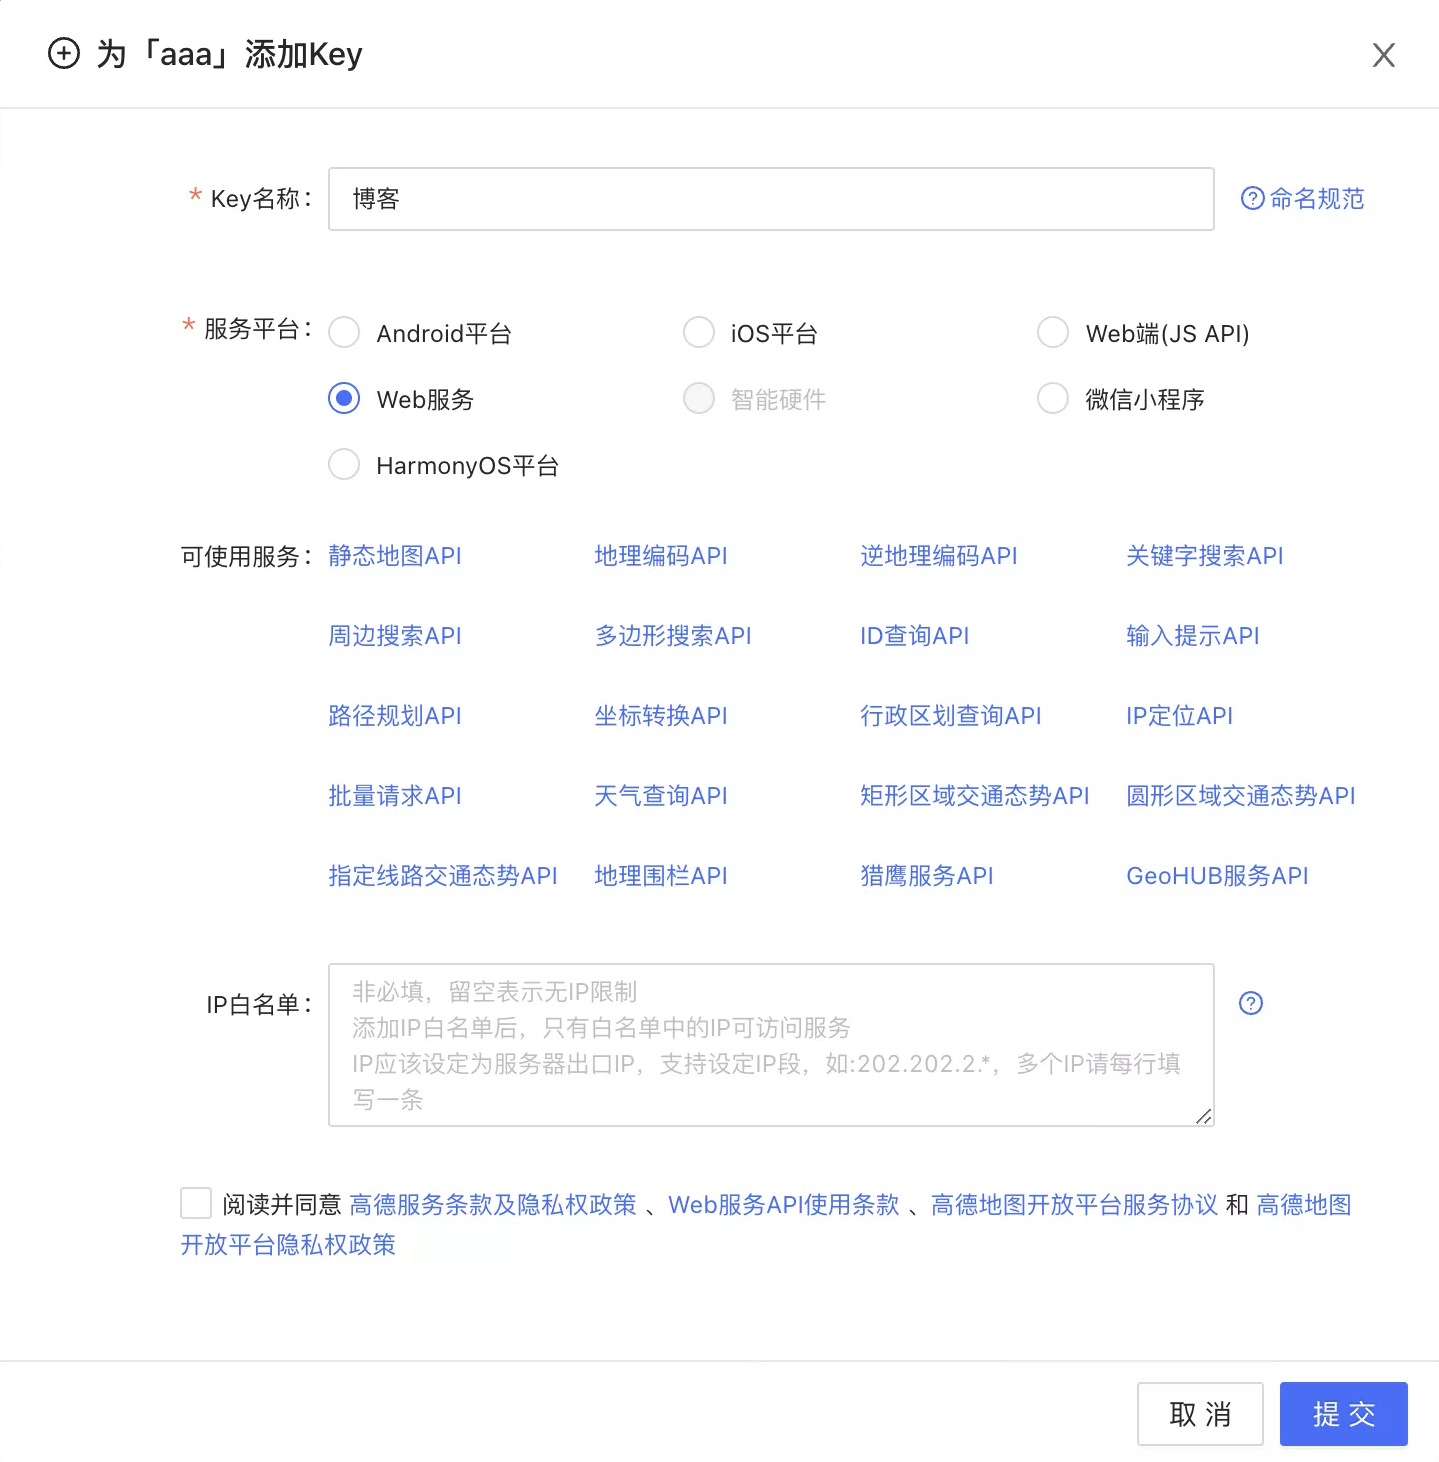 为「aaa」添加Key
* Key名称：
博客
命名规范
* 服务平台：
Android平台
iOS平台
Web端(JS API)
Web服务
智能硬件
微信小程序
HarmonyOS平台
可使用服务：
静态地图API
地理编码API
逆地理编码API
关键字搜索API
周边搜索API
多边形搜索API
ID查询API
输入提示API
路径规划API
坐标转换API
行政区划查询API
IP定位API
批量请求API
天气查询API
矩形区域交通态势API
圆形区域交通态势API
指定线路交通态势API
地理围栏API
猎鹰服务API
GeoHUB服务API
IP白名单：
非必填，留空表示无IP限制
添加IP白名单后，只有白名单中的IP可访问服务
IP应该设定为服务器出口IP，支持设定IP段，如:202.202.2.*，多个IP请每行填
写一条
阅读并同意 高德服务条款及隐私权政策 、Web服务API使用条款 、高德地图开放平台服务协议 和 高德地图
开放平台隐私权政策
取 消
提 交